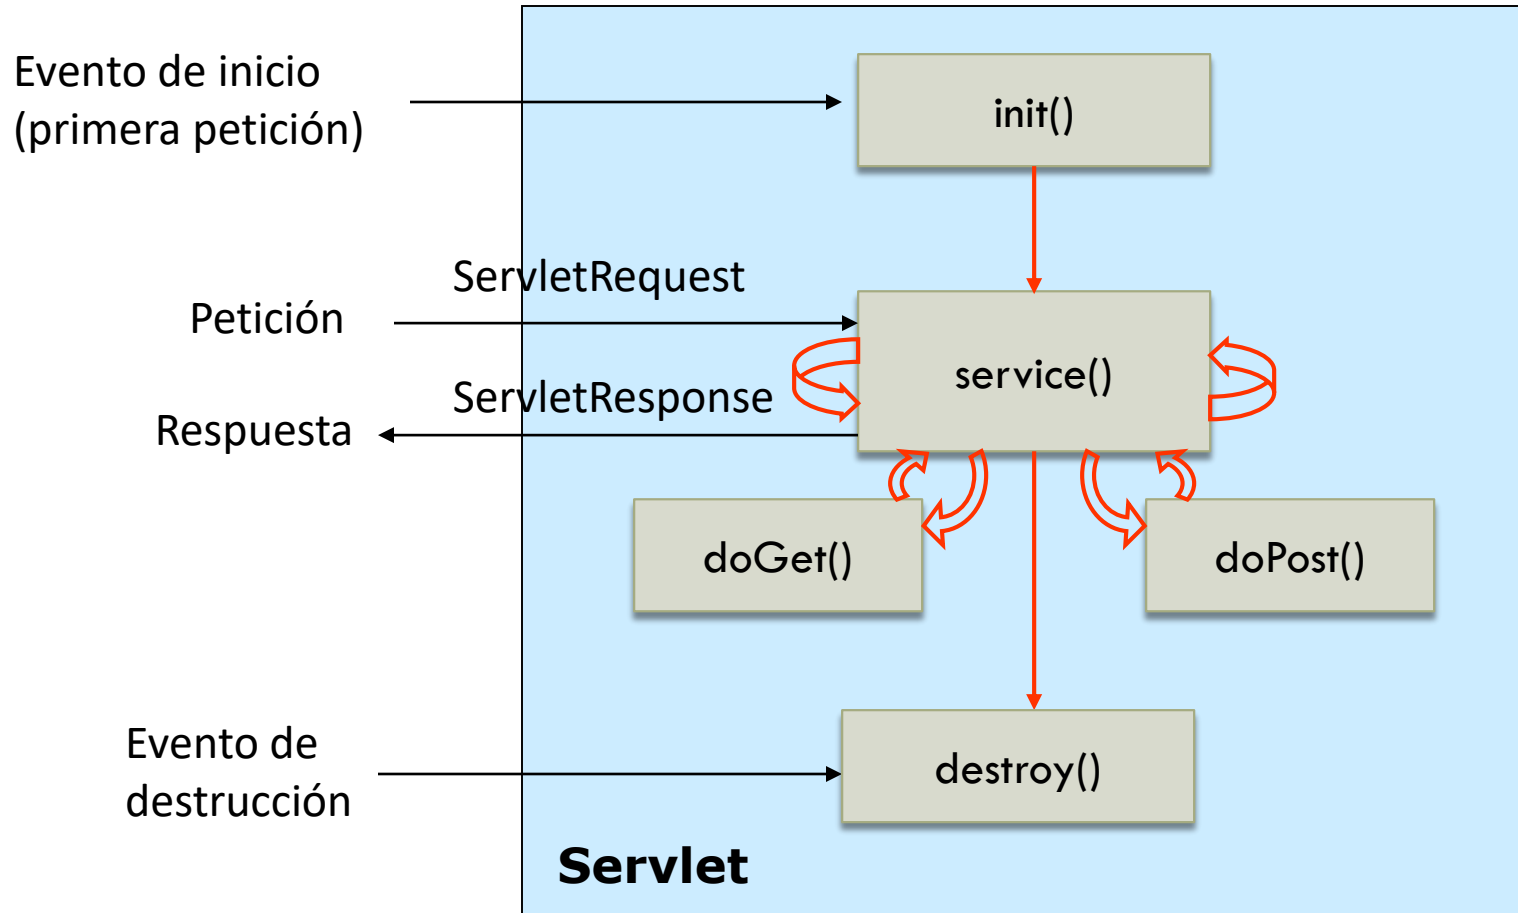 Evento de inicio
(primera petición)
init()
ServletRequest
Petición
service()
ServletResponse
Respuesta
doGet()
doPost()
Evento de
destrucción
destroy()
Servlet